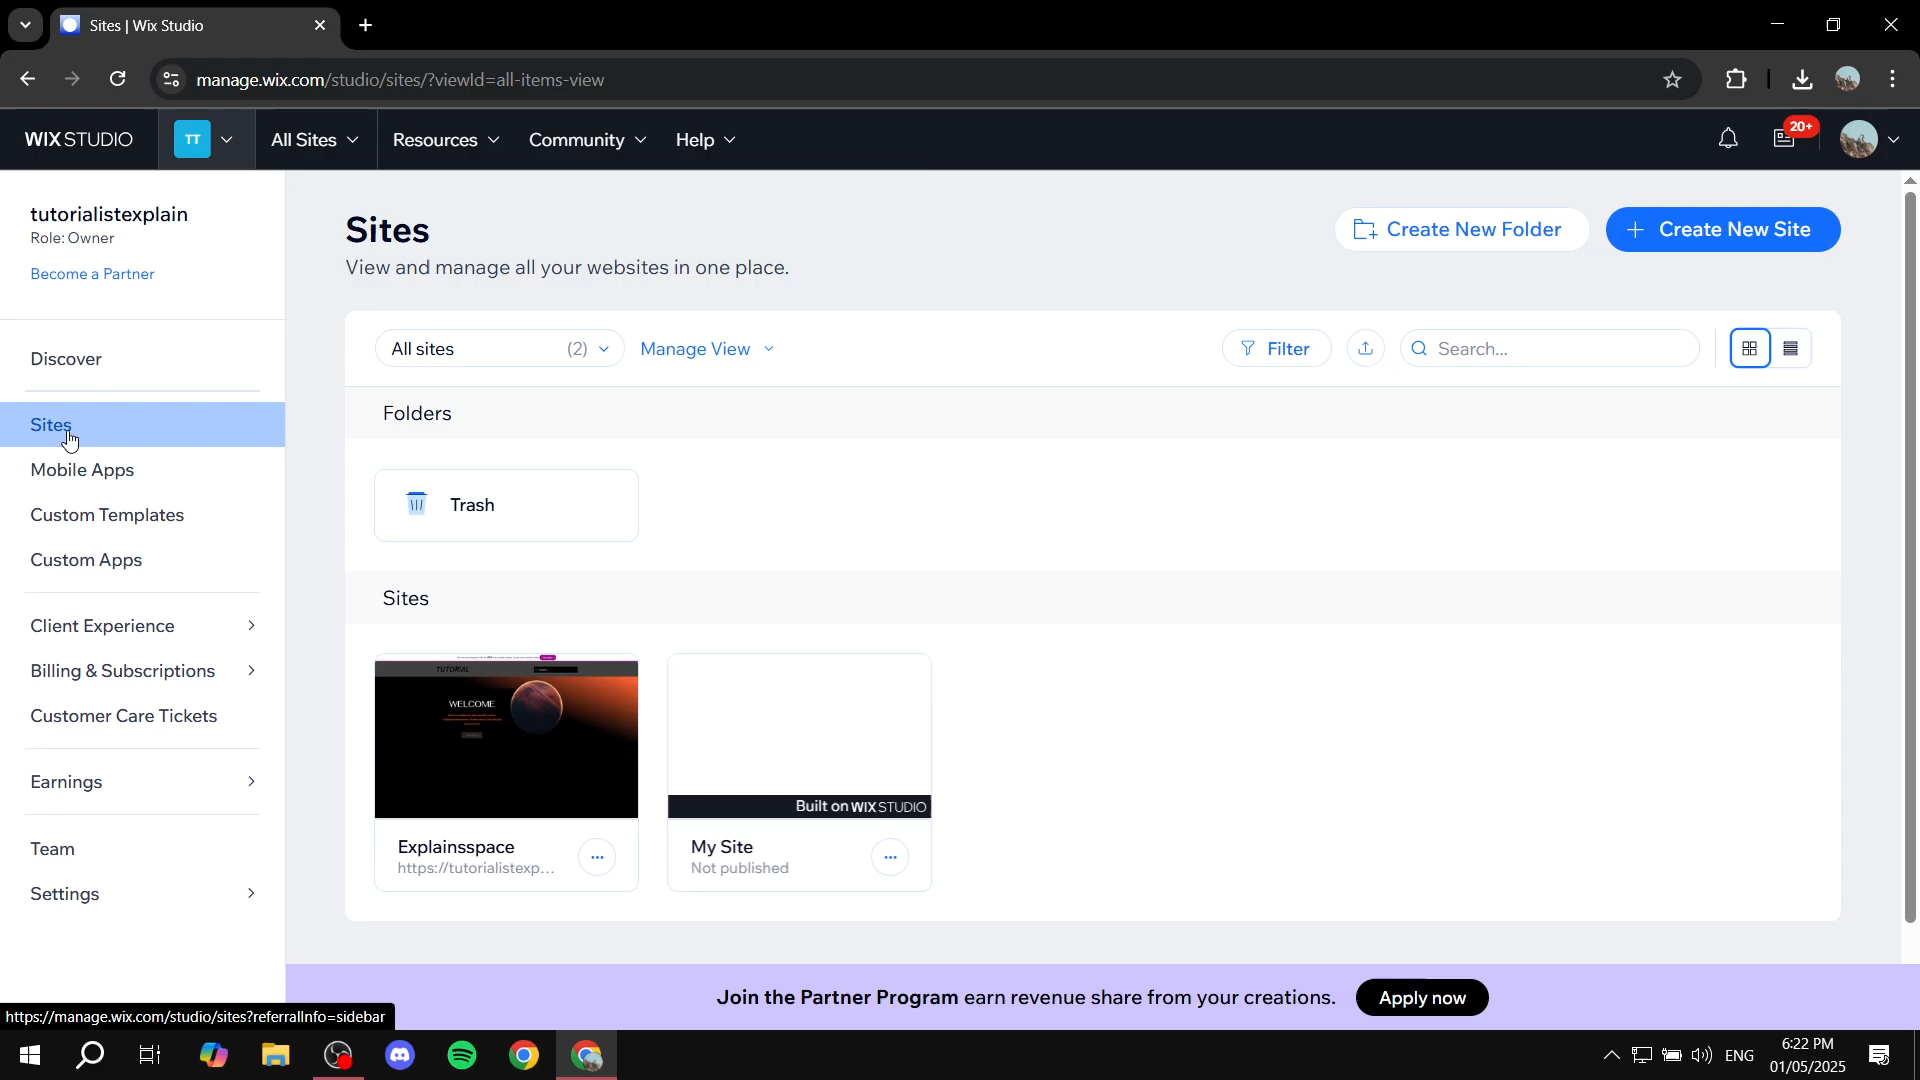 Sites | Wix Studio
manage.wix.com/studio/sites/?viewId=all-items-view
WIX STUDIO
TT
All Sites
Resources
Community
Help
20+
tutorialistexplain
Role: Owner
Become a Partner
Discover
Sites
Mobile Apps
Custom Templates
Custom Apps
Client Experience
Billing & Subscriptions
Customer Care Tickets
Earnings
Team
Settings
Sites
View and manage all your websites in one place.
Create New Folder
+ Create New Site
All sites (2)
Manage View
Filter
Search...
Folders
Trash
Sites
TUTORIAL
WELCOME
Explainsspace
https://tutorialistexp...
Built on WIX STUDIO
My Site
Not published
Join the Partner Program earn revenue share from your creations.
Apply now
https://manage.wix.com/studio/sites?referralInfo=sidebar
ENG
6:22 PM
01/05/2025